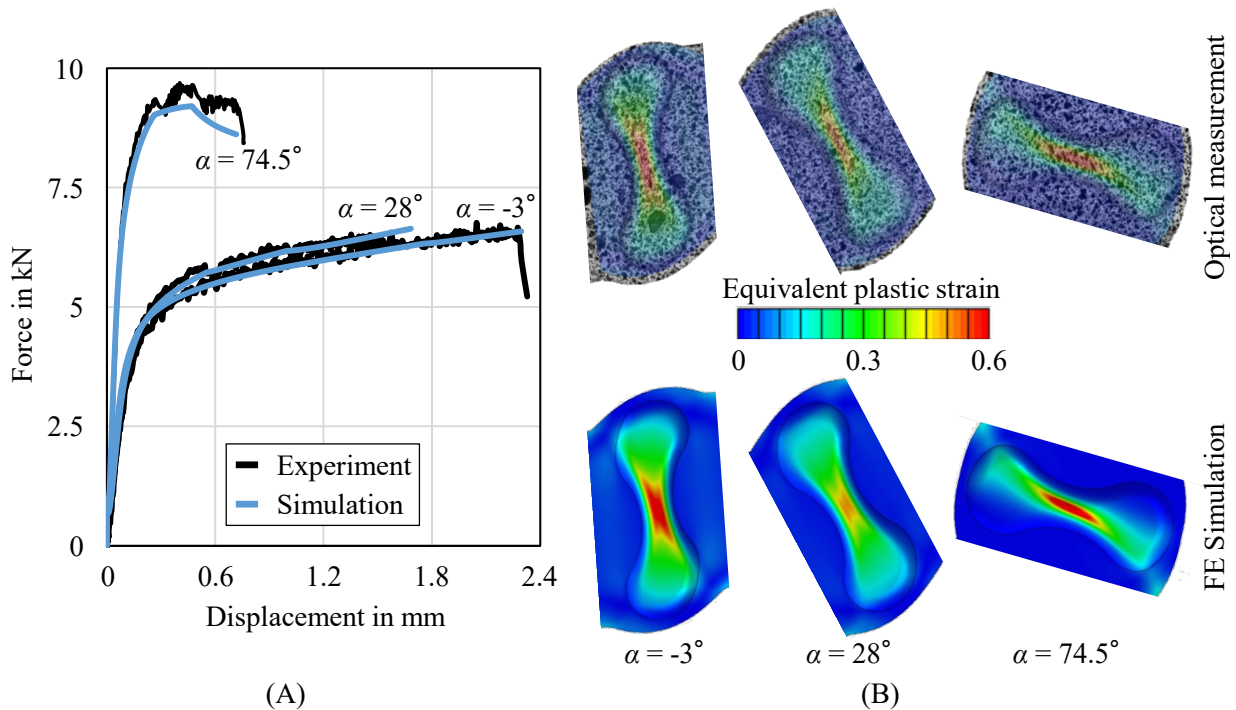 10
7.5
5
2.5
0
Force in kN
α = 74.5°
α = 28°
α = -3°
Experiment
Simulation
0
0.6
1.2
1.8
2.4
Displacement in mm
(A)
Optical measurement
Equivalent plastic strain
0
0.3
0.6
FE Simulation
α = -3°
α = 28°
α = 74.5°
(B)